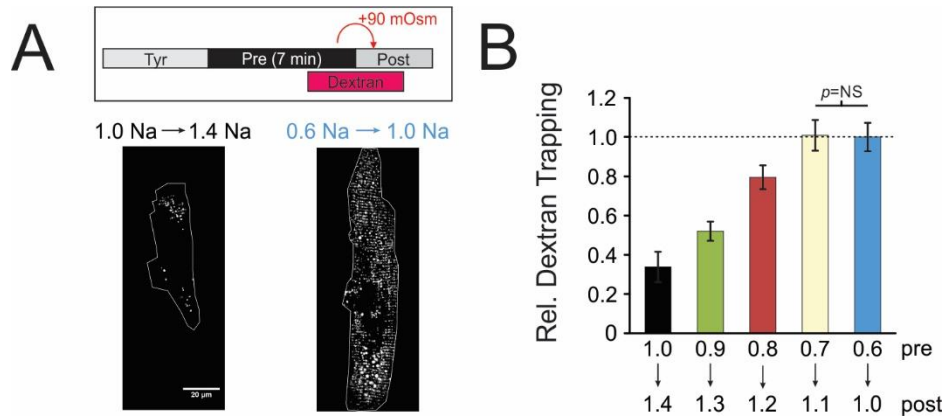 A
+90 mOsm
Tyr
Pre (7 min)
Post
Dextran
1.0 Na → 1.4 Na
0.6 Na → 1.0 Na
20 µm
B
Rel. Dextran Trapping
1.2
1.0
0.8
0.6
0.4
0.2
0
p=NS
1.0 0.9 0.8 0.7 0.6 pre
↓ ↓ ↓ ↓ ↓
1.4 1.3 1.2 1.1 1.0 post